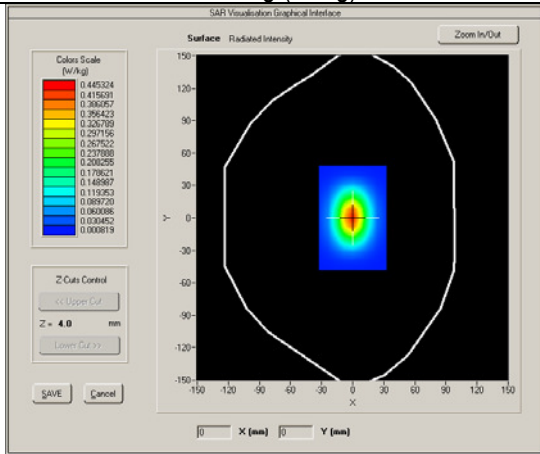 SAR Visualisation Graphical Interface
Surface Radiated Intensity
Zoom In/Out
Colors Scale
(W/kg)
0.445324
0.415691
0.386057
0.356423
0.326789
0.297156
0.267522
0.237888
0.208255
0.178621
0.148987
0.119353
0.089720
0.060086
0.030452
0.000819
150
120
90
60
30
0
-30
-60
-90
-120
-150
Y
-150 -120 -90 -60 -30 0 30 60 90 120 150
X
Z Cuts Control
<< Upper Cut
Z = 4.0 mm
Lower Cut >>
SAVE Cancel
0 X (mm) 0 Y (mm)